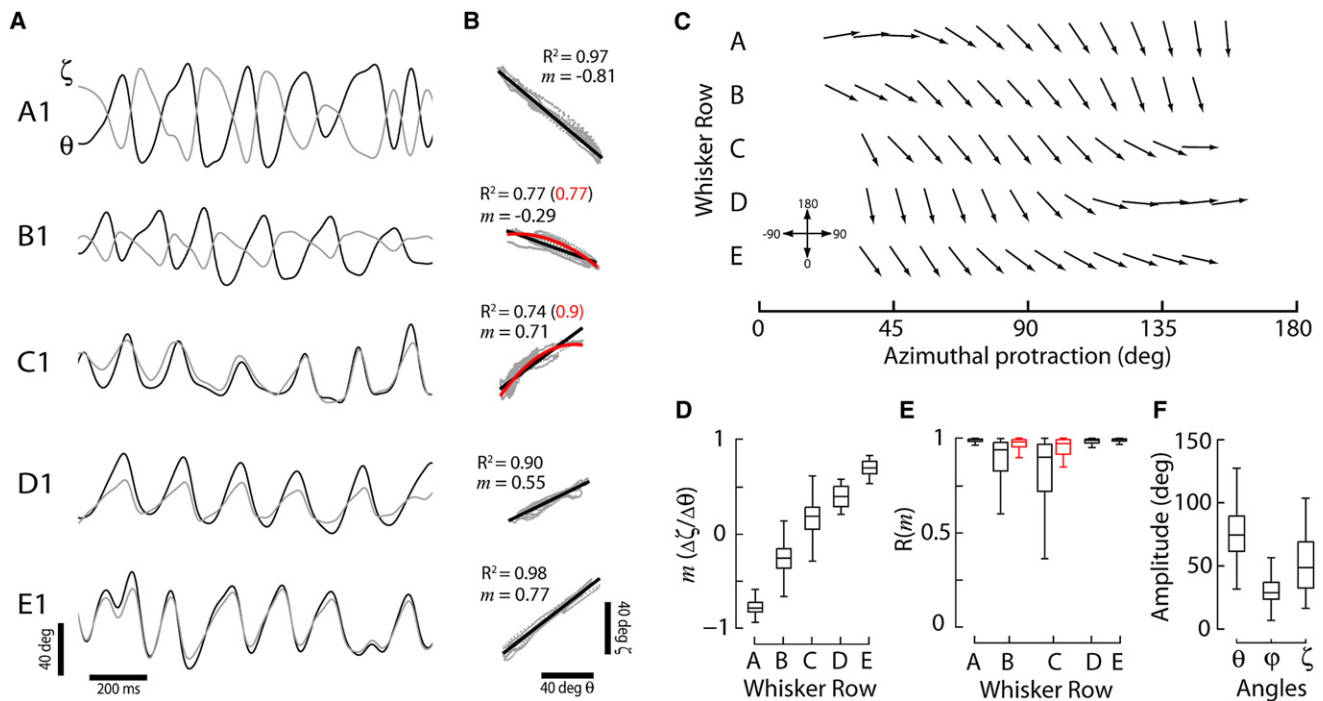 A
ζ
θ
A1
B1
C1
D1
E1
40 deg
200 ms
B
R² = 0.97
m = -0.81
R² = 0.77 (0.77)
m = -0.29
R² = 0.74 (0.9)
m = 0.71
R² = 0.90
m = 0.55
R² = 0.98
m = 0.77
40 deg ζ
40 deg θ
C
Whisker Row
A
B
C
D
E
180
-90 90
0
0 45 90 135 180
Azimuthal protraction (deg)
D
m (Δζ/Δθ)
1
0
−1
A B C D E
Whisker Row
E
R(m)
1
0.5
0
A B C D E
Whisker Row
F
Amplitude (deg)
150
100
50
0
θ φ ζ
Angles